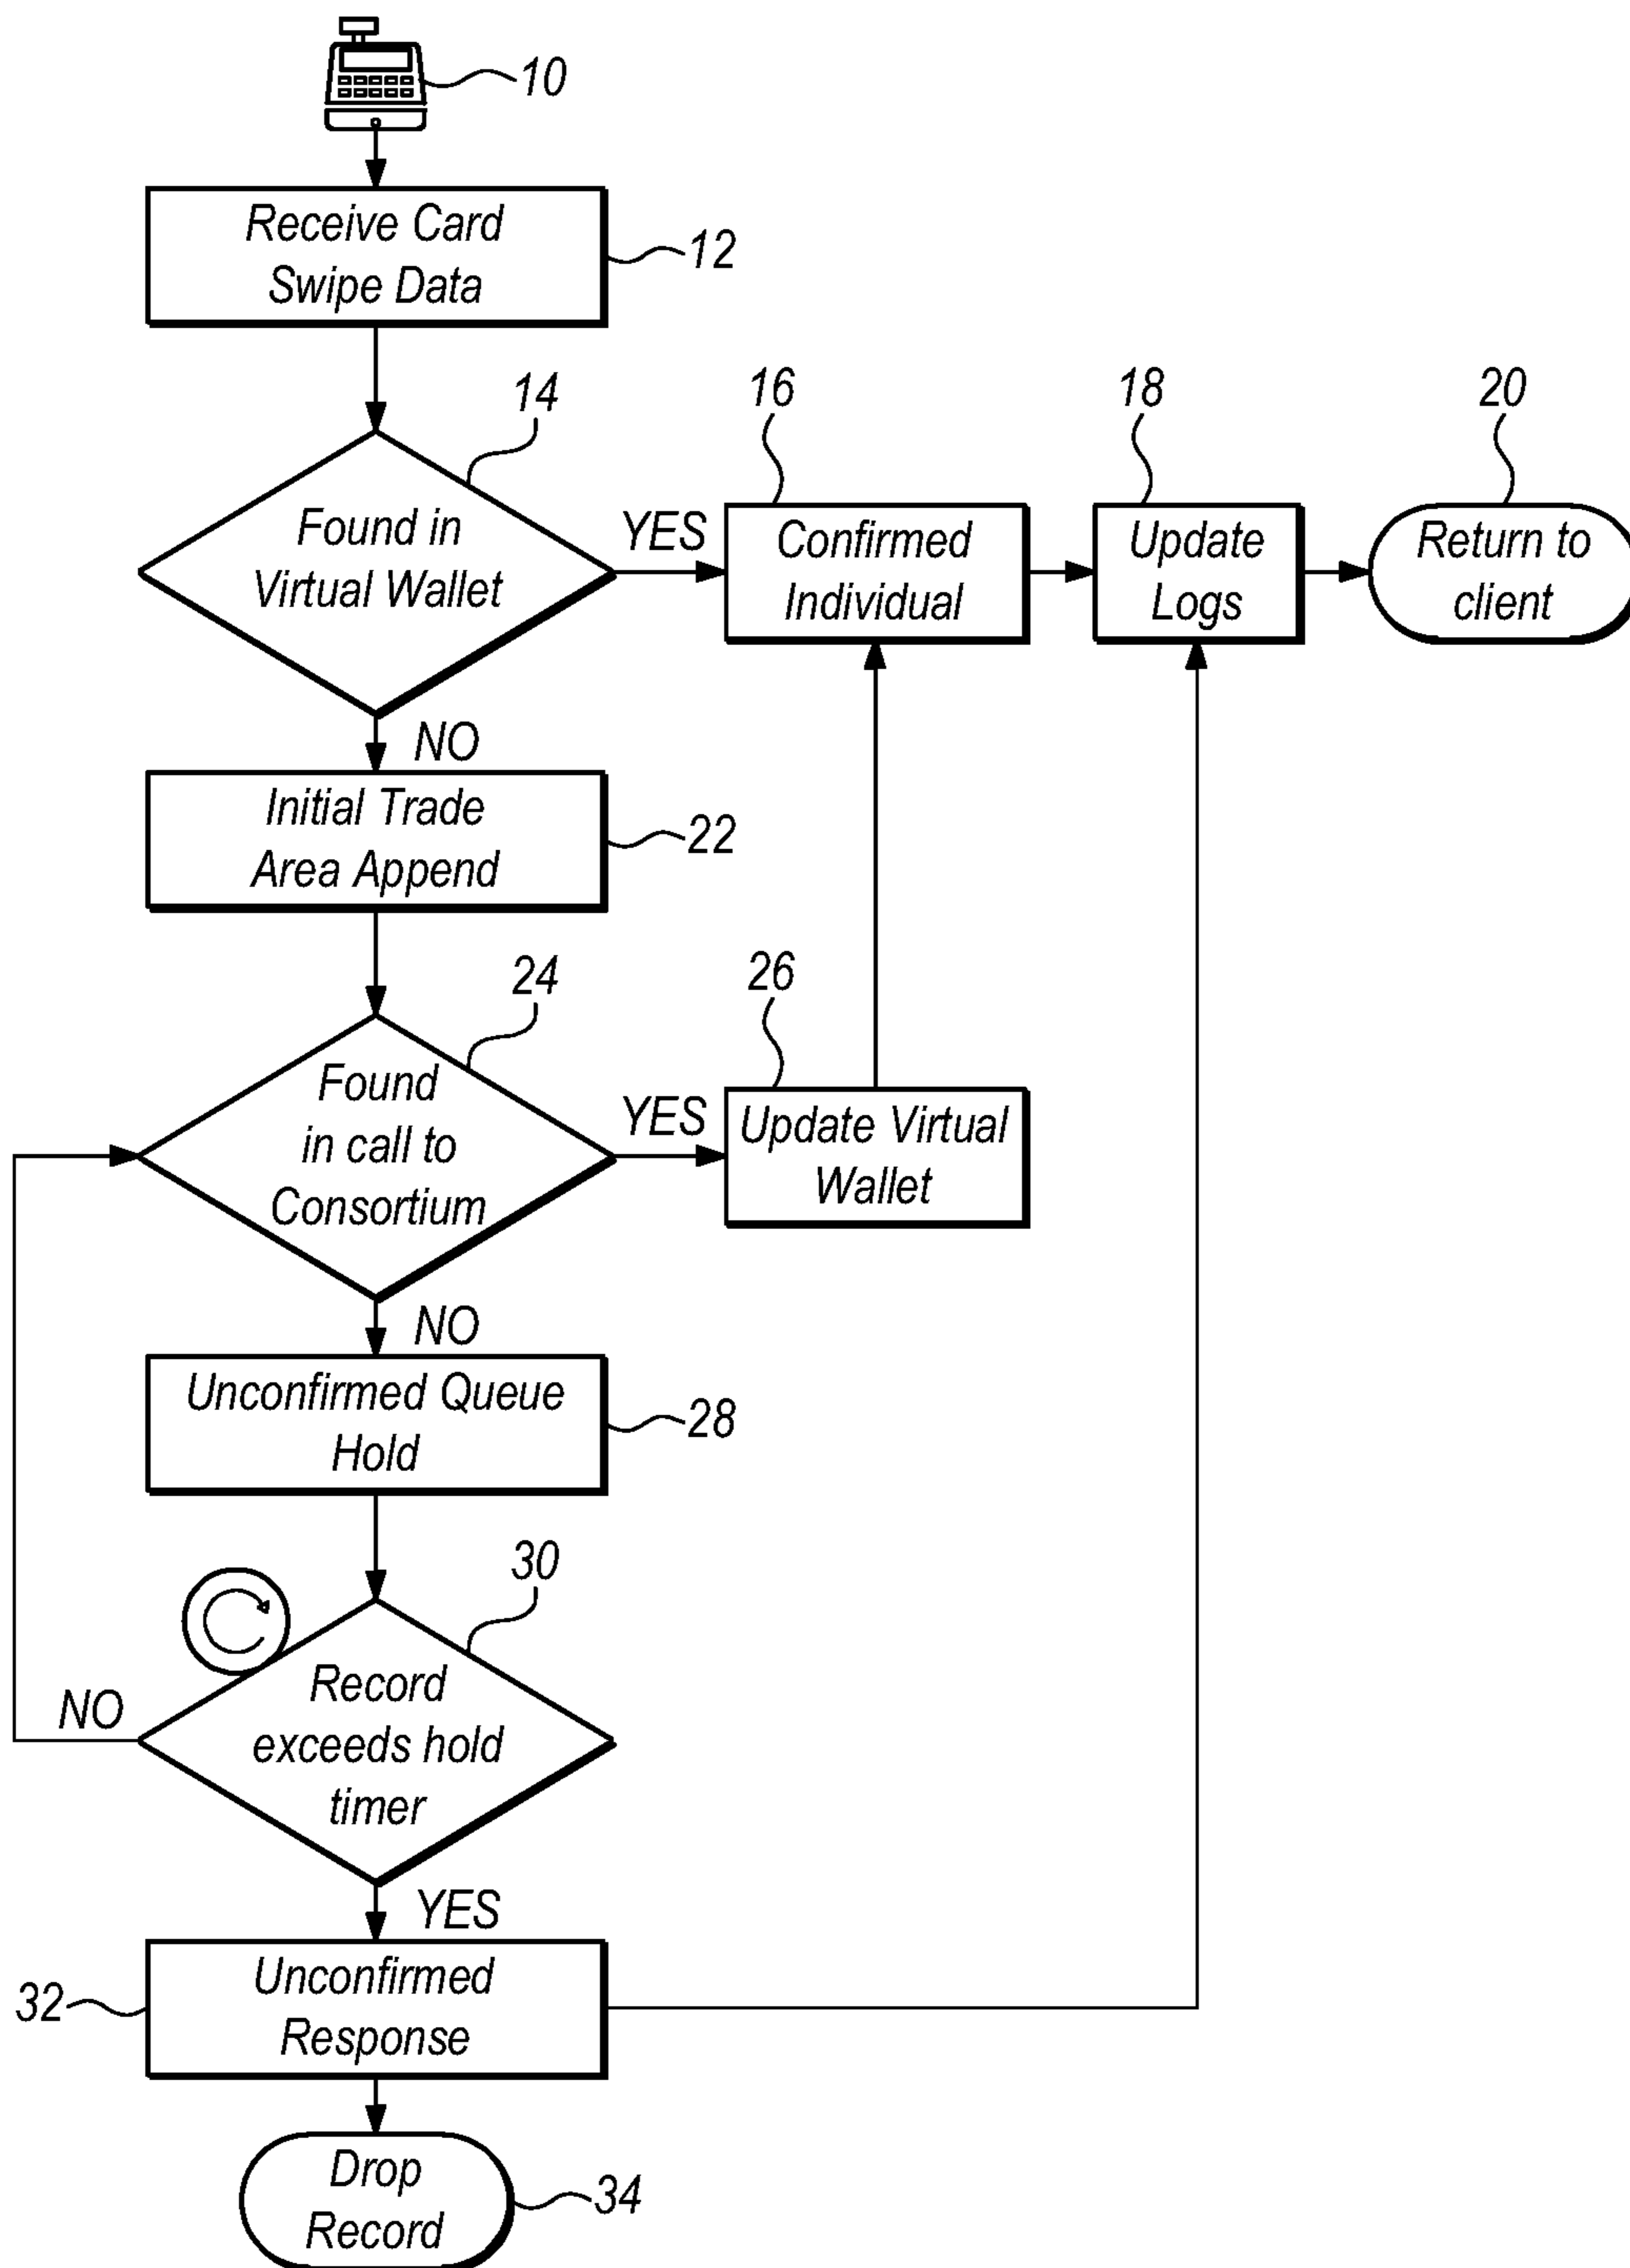 10
Receive Card
Swipe Data
12
14
Found in
Virtual Wallet
YES
16
Confirmed
Individual
18
Update
Logs
20
Return to
client
NO
Initial Trade
Area Append
22
24
Found
in call to
Consortium
YES
26
Update Virtual
Wallet
NO
Unconfirmed Queue
Hold
28
30
Record
exceeds hold
timer
NO
YES
32
Unconfirmed
Response
Drop
Record
34